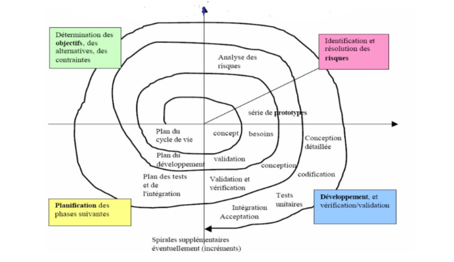 Détermination des
objectifs, des
alternatives, des
contraintes
Identification et
résolution des
risques
Analyse des
risques
série de prototypes
Plan du
cycle de vie
concept
besoins
Conception
détaillée
Plan du
développement
validation
conception
Plan des tests
et de
l'intégration
Validation et
vérification
codification
Tests
unitaires
Intégration
Acceptation
Planification des
phases suivantes
Développement, et
vérification/validation
Spirales supplémentaires
éventuellement (incréments)